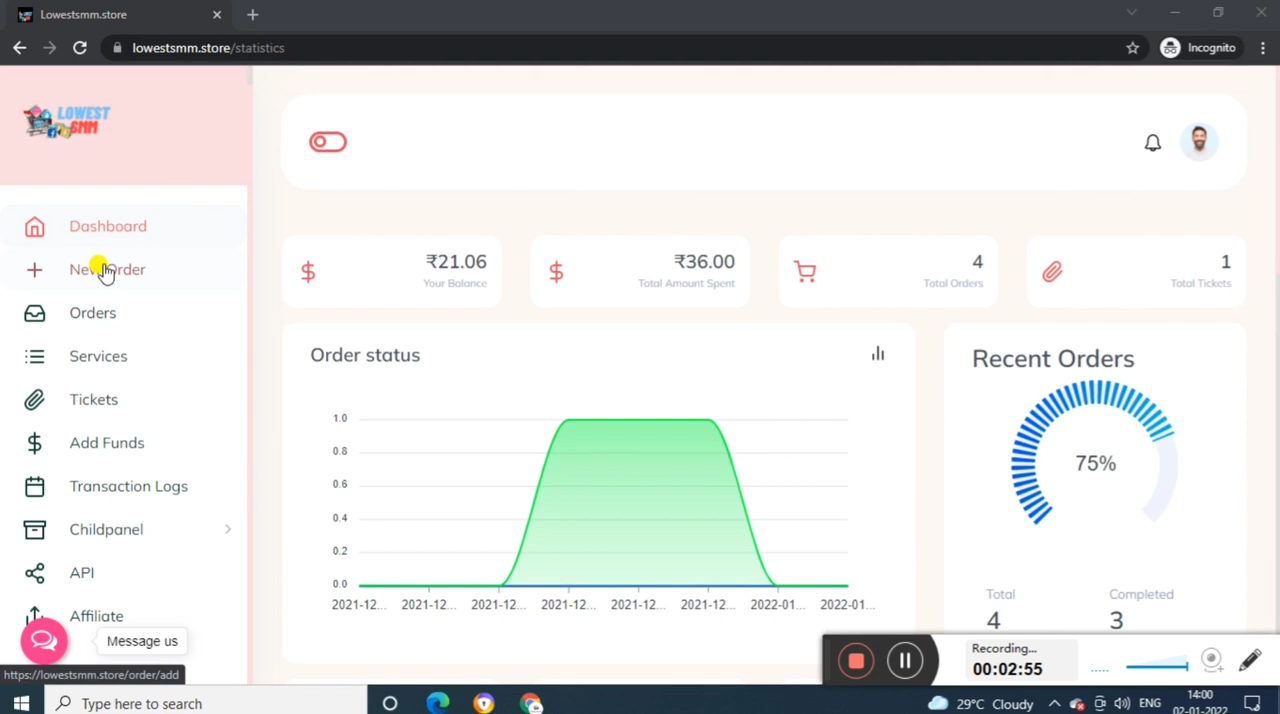 Lowestsmm.store
lowestsmm.store/statistics
Incognito
LOWEST
SMM
Dashboard
New Order
Orders
Services
Tickets
Add Funds
Transaction Logs
Childpanel
API
Affiliate
Message us
https://lowestsmm.store/order/add
₹21.06
Your Balance
₹36.00
Total Amount Spent
4
Total Orders
1
Total Tickets
Order status
1.0
0.8
0.6
0.4
0.2
0.0
2021-12... 2021-12... 2021-12... 2021-12... 2021-12... 2021-12... 2022-01... 2022-01...
Recent Orders
75%
Total
4
Completed
3
Recording...
00:02:55
Type here to search
29°C Cloudy
ENG
14:00
02-01-2022